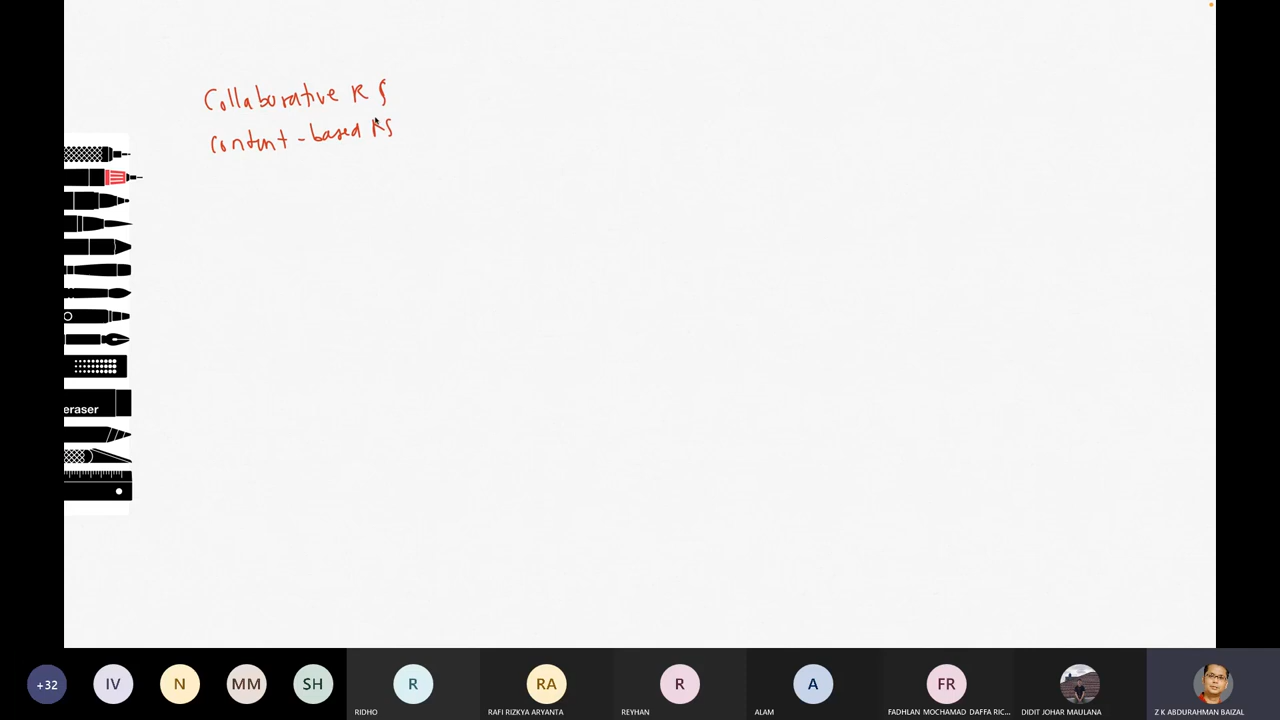 Collaborative RS
Content-based RS
eraser
+32
IV
N
MM
SH
R
RA
R
A
FR
RIDHO
RAFI RIZKYA ARYANTA
REYHAN
ALAM
FADHLAN MOCHAMAD DAFFA RIC...
DIDIT JOHAR MAULANA
Z K ABDURAHMAN BAIZAL